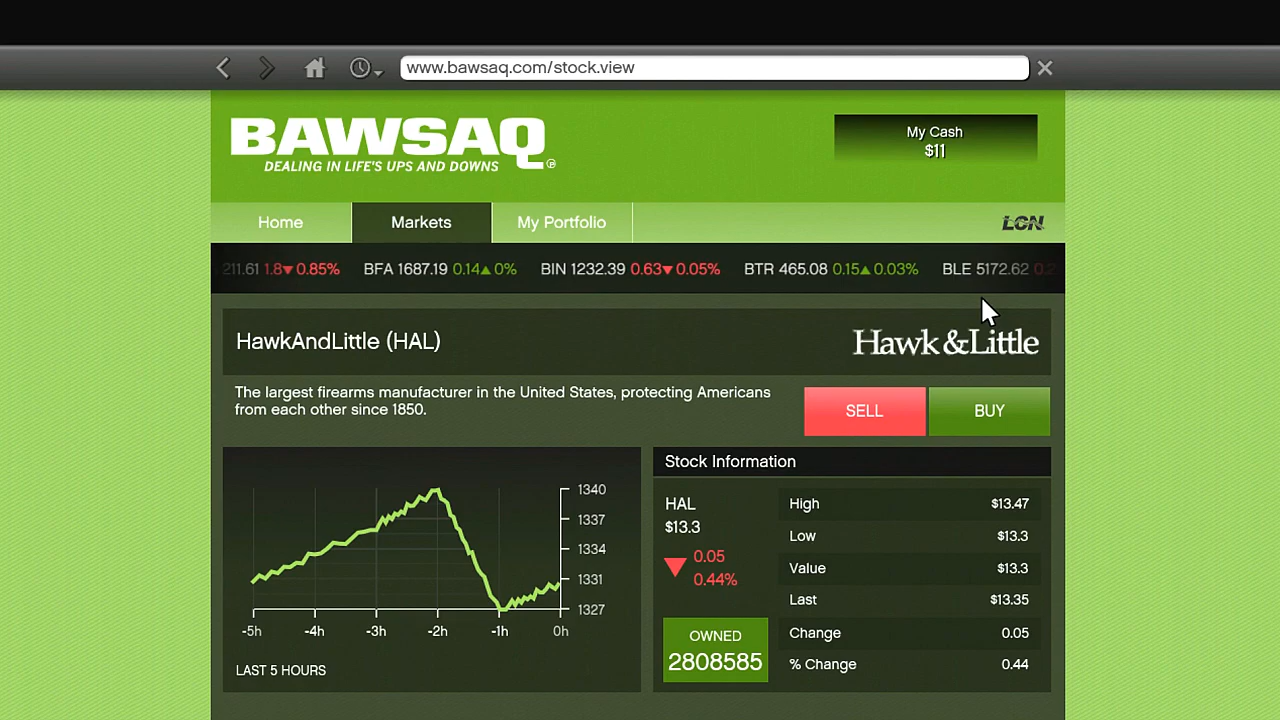 www.bawsaq.com/stock.view
BAWSAQ
DEALING IN LIFE'S UPS AND DOWNS
My Cash
$11
Home Markets My Portfolio LCN
211.61 1.8▼0.85% BFA 1687.19 0.14▲0% BIN 1232.39 0.63▼0.05% BTR 465.08 0.15▲0.03% BLE 5172.62
HawkAndLittle (HAL)
Hawk & Little
The largest firearms manufacturer in the United States, protecting Americans
from each other since 1850.
SELL BUY
1340
1337
1334
1331
1327
-5h -4h -3h -2h -1h 0h
LAST 5 HOURS
Stock Information
HAL
$13.3
0.05
0.44%
OWNED
2808585
High $13.47
Low $13.3
Value $13.3
Last $13.35
Change 0.05
% Change 0.44